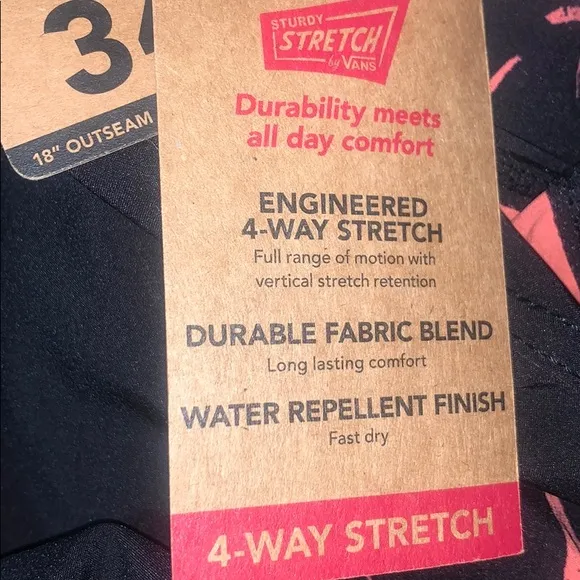 34
18" OUTSEAM
STURDY
STRETCH
by VANS
Durability meets
all day comfort
ENGINEERED
4-WAY STRETCH
Full range of motion with
vertical stretch retention
DURABLE FABRIC BLEND
Long lasting comfort
WATER REPELLENT FINISH
Fast dry
4-WAY STRETCH